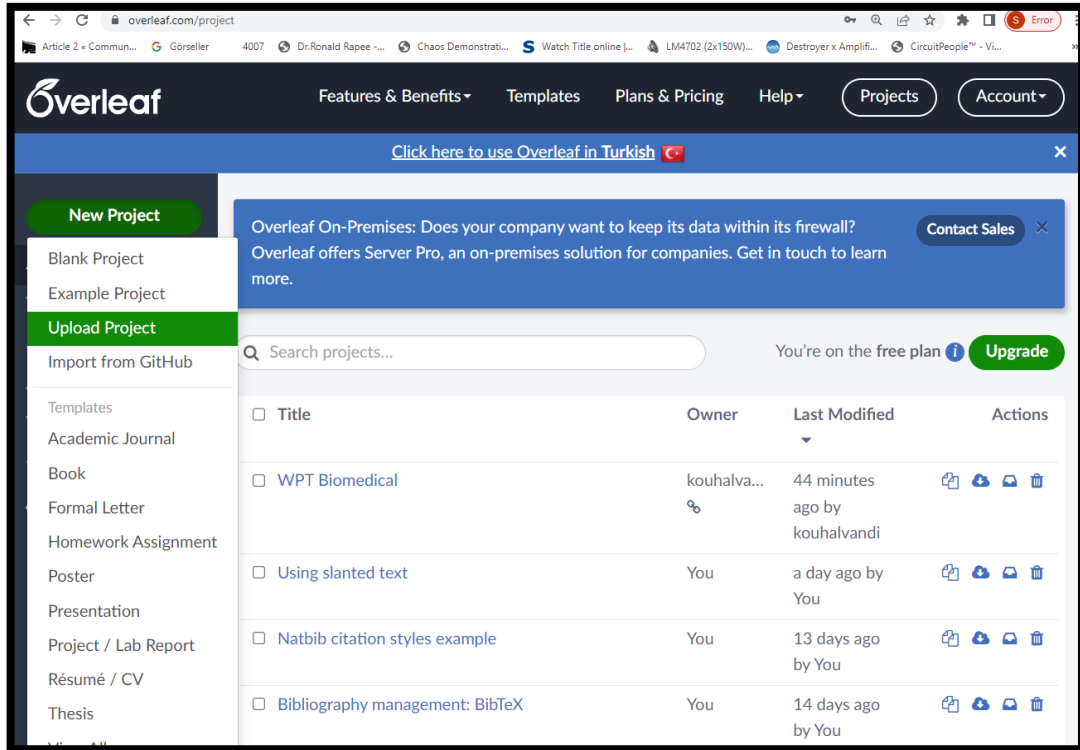 overleaf.com/project
S Error
Article 2 « Commun... G Görseller 4007 Dr.Ronald Rapee -... Chaos Demonstrati... S Watch Title online |... LM4702 (2x150W)... Destroyer x Amplifi... CircuitPeople™ - Vi... »
Overleaf Features & Benefits Templates Plans & Pricing Help Projects Account
Click here to use Overleaf in Turkish
New Project
Blank Project
Example Project
Upload Project
Import from GitHub
Templates
Academic Journal
Book
Formal Letter
Homework Assignment
Poster
Presentation
Project / Lab Report
Résumé / CV
Thesis
Overleaf On-Premises: Does your company want to keep its data within its firewall?
Overleaf offers Server Pro, an on-premises solution for companies. Get in touch to learn
more.
Contact Sales
Search projects...
You're on the free plan i Upgrade
Title Owner Last Modified Actions
WPT Biomedical kouhalva... 44 minutes
ago by
kouhalvandi
Using slanted text You a day ago by
You
Natbib citation styles example You 13 days ago
by You
Bibliography management: BibTeX You 14 days ago
by You